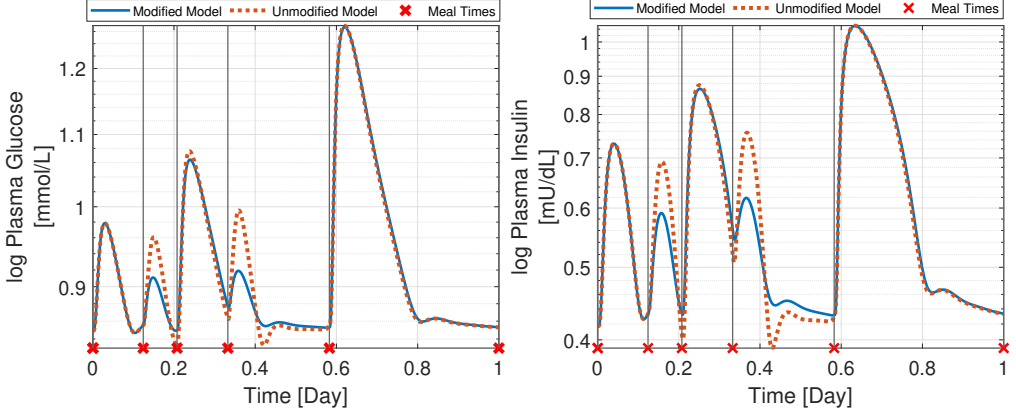 Modified Model Unmodified Model Meal Times
1.2
1.1
1
0.9
log Plasma Glucose
[mmol/L]
0 0.2 0.4 0.6 0.8 1
Time [Day]
Modified Model Unmodified Model Meal Times
1
0.9
0.8
0.7
0.6
0.5
0.4
log Plasma Insulin
[mU/dL]
0 0.2 0.4 0.6 0.8 1
Time [Day]